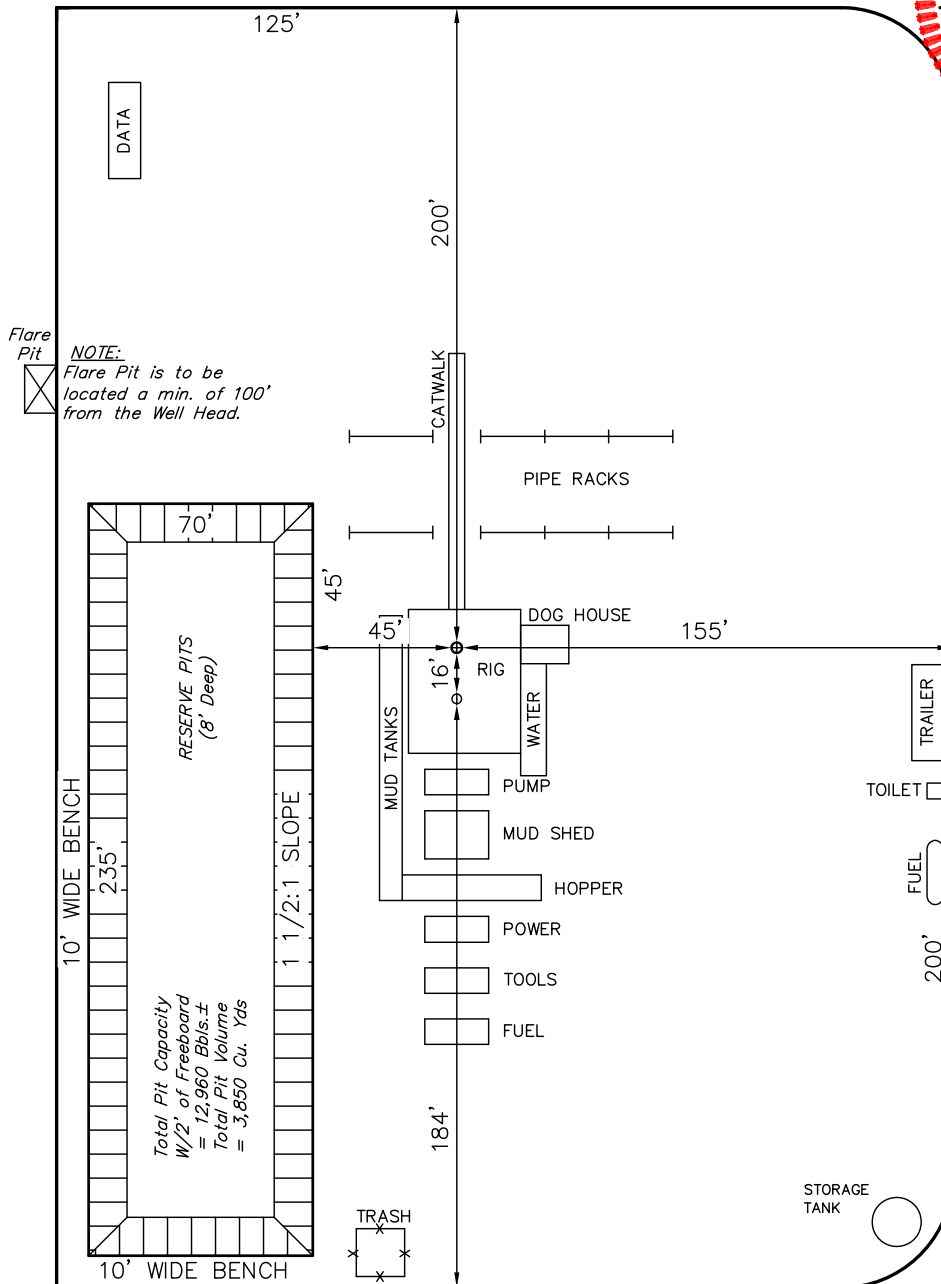 125'
DATA
200'
Flare
Pit
NOTE:
Flare Pit is to be
located a min. of 100'
from the Well Head.
CATWALK
PIPE RACKS
70'
45'
45'
DOG HOUSE
155'
16'
RIG
RESERVE PITS
(8' Deep)
MUD TANKS
WATER
TRAILER
PUMP
TOILET
MUD SHED
10' WIDE BENCH
235'
1 1/2:1 SLOPE
FUEL
HOPPER
POWER
200'
TOOLS
FUEL
Total Pit Capacity
W/2' of Freeboard
= 12,960 Bbls.±
Total Pit Volume
= 3,850 Cu. Yds
184'
STORAGE
TANK
TRASH
10' WIDE BENCH